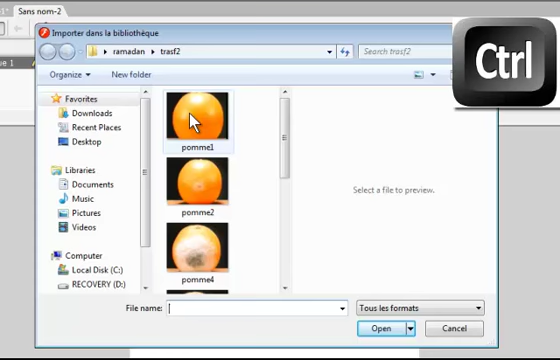 Sans nom-2
Importer dans la bibliothèque
ramadan
trasf2
Search trasf2
Organize
New folder
Ctrl
Favorites
Downloads
Recent Places
Desktop
Libraries
Documents
Music
Pictures
Videos
Computer
Local Disk (C:)
RECOVERY (D:)
pomme1
pomme2
pomme4
Select a file to preview.
File name:
Tous les formats
Open
Cancel